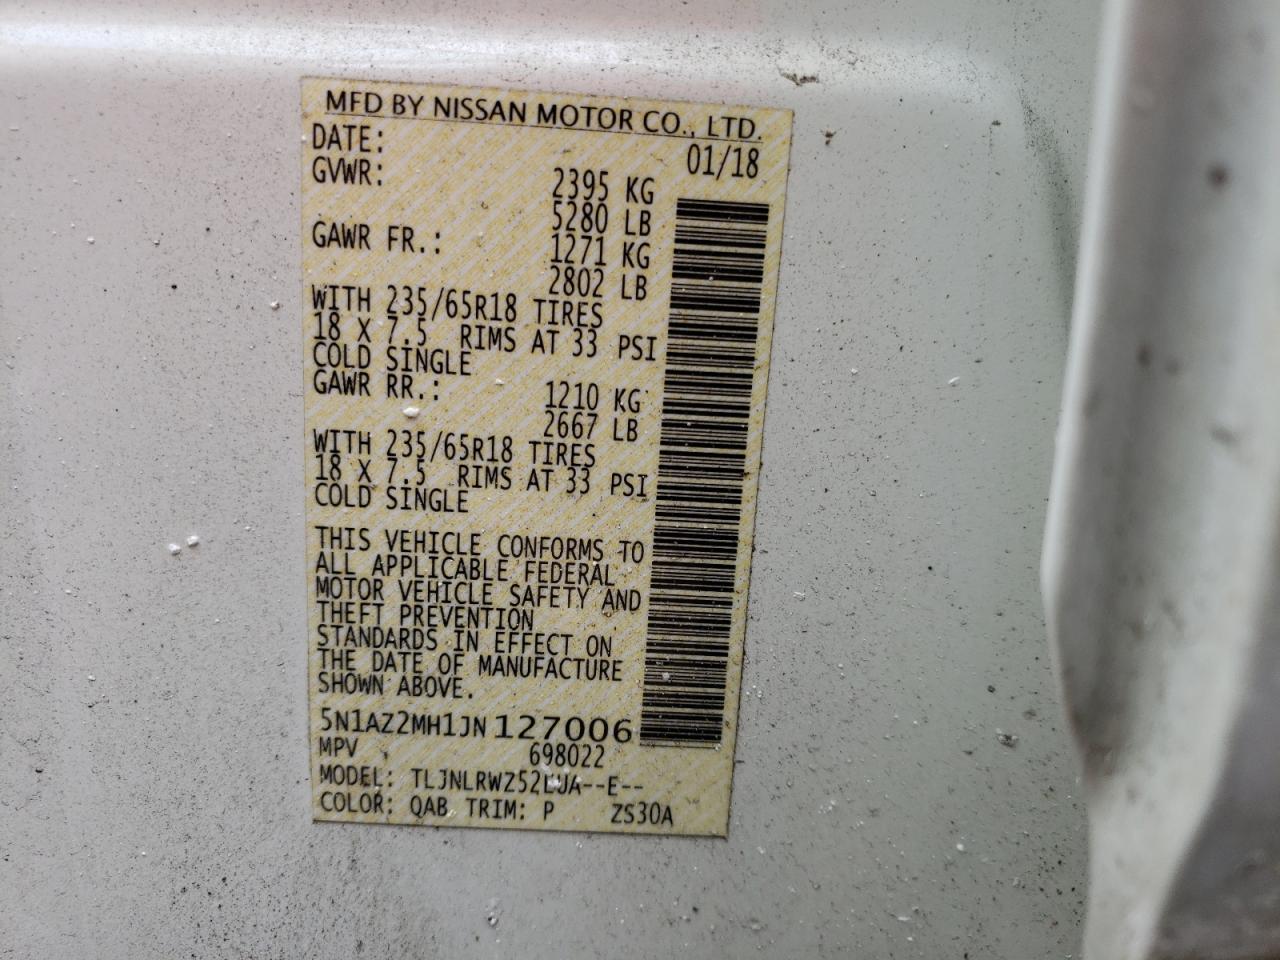 MFD BY NISSAN MOTOR CO., LTD.
DATE: 01/18
GVWR: 2395 KG
5280 LB
GAWR FR.: 1271 KG
2802 LB
WITH 235/65R18 TIRES
18 X 7.5 RIMS AT 33 PSI
COLD SINGLE
GAWR RR.: 1210 KG
2667 LB
WITH 235/65R18 TIRES
18 X 7.5 RIMS AT 33 PSI
COLD SINGLE
THIS VEHICLE CONFORMS TO
ALL APPLICABLE FEDERAL
MOTOR VEHICLE SAFETY AND
THEFT PREVENTION
STANDARDS IN EFFECT ON
THE DATE OF MANUFACTURE
SHOWN ABOVE.
5N1AZ2MH1JN127006
MPV 698022
MODEL:
COLOR: QAB TRIM: P ZS30A